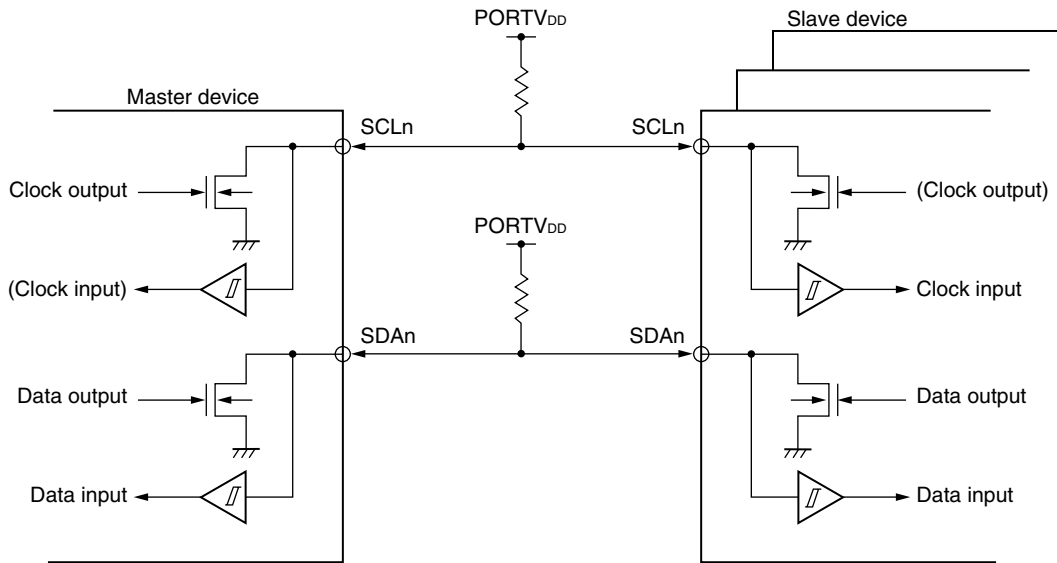 PORTVDD
Slave device
Master device
SCLn
SCLn
Clock output
(Clock output)
PORTVDD
(Clock input)
Clock input
SDAn
SDAn
Data output
Data output
Data input
Data input